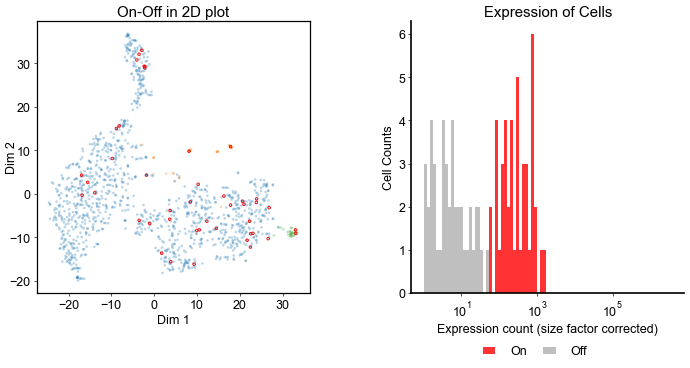 On-Off in 2D plot
30
20
10
0
−10
−20
Dim 2
−20 −10 0 10 20 30
Dim 1
Expression of Cells
6
5
4
3
2
1
0
Cell Counts
10^1 10^3 10^5
Expression count (size factor corrected)
On Off